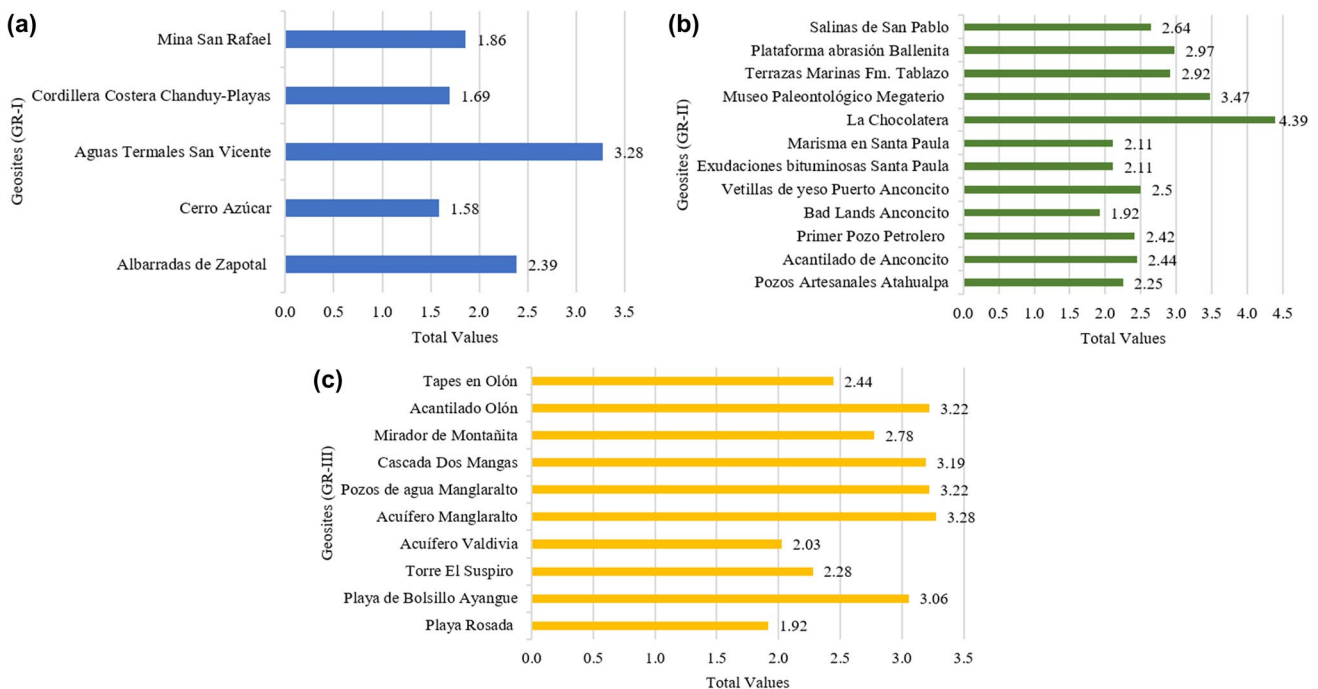 (a)
Geosites (GR-I)
Mina San Rafael 1.86
Cordillera Costera Chanduy-Playas 1.69
Aguas Termales San Vicente 3.28
Cerro Azúcar 1.58
Albarradas de Zapotal 2.39
0.0 0.5 1.0 1.5 2.0 2.5 3.0 3.5
Total Values
(b)
Geosites (GR-II)
Salinas de San Pablo 2.64
Plataforma abrasión Ballenita 2.97
Terrazas Marinas Fm. Tablazo 2.92
Museo Paleontológico Megaterio 3.47
La Chocolatera 4.39
Marisma en Santa Paula 2.11
Exudaciones bituminosas Santa Paula 2.11
Vetillas de yeso Puerto Anconcito 2.5
Bad Lands Anconcito 1.92
Primer Pozo Petrolero 2.42
Acantilado de Anconcito 2.44
Pozos Artesanales Atahualpa 2.25
0.0 0.5 1.0 1.5 2.0 2.5 3.0 3.5 4.0 4.5
Total Values
(c)
Geosites (GR-III)
Tapes en Olón 2.44
Acantilado Olón 3.22
Mirador de Montañita 2.78
Cascada Dos Mangas 3.19
Pozos de agua Manglaralto 3.22
Acuífero Manglaralto 3.28
Acuífero Valdivia 2.03
Torre El Suspiro 2.28
Playa de Bolsillo Ayangue 3.06
Playa Rosada 1.92
0.0 0.5 1.0 1.5 2.0 2.5 3.0 3.5
Total Values